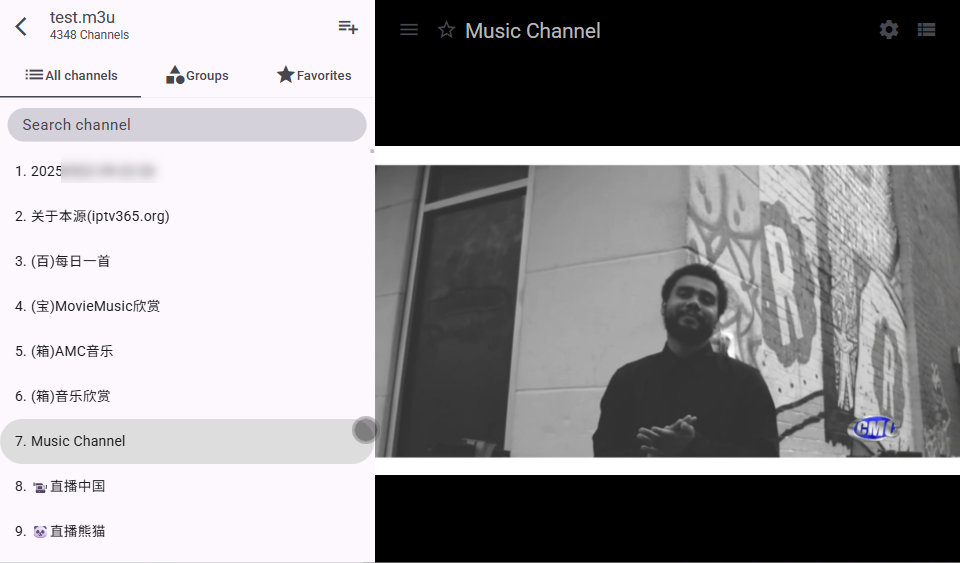 test.m3u
4348 Channels
All channels
Groups
Favorites
Search channel
1. 2025
2. 关于本源(iptv365.org)
3. (百)每日一首
4. (宝)MovieMusic欣赏
5. (箱)AMC音乐
6. (箱)音乐欣赏
7. Music Channel
8. 直播中国
9. 直播熊猫
Music Channel
R
R
CMC